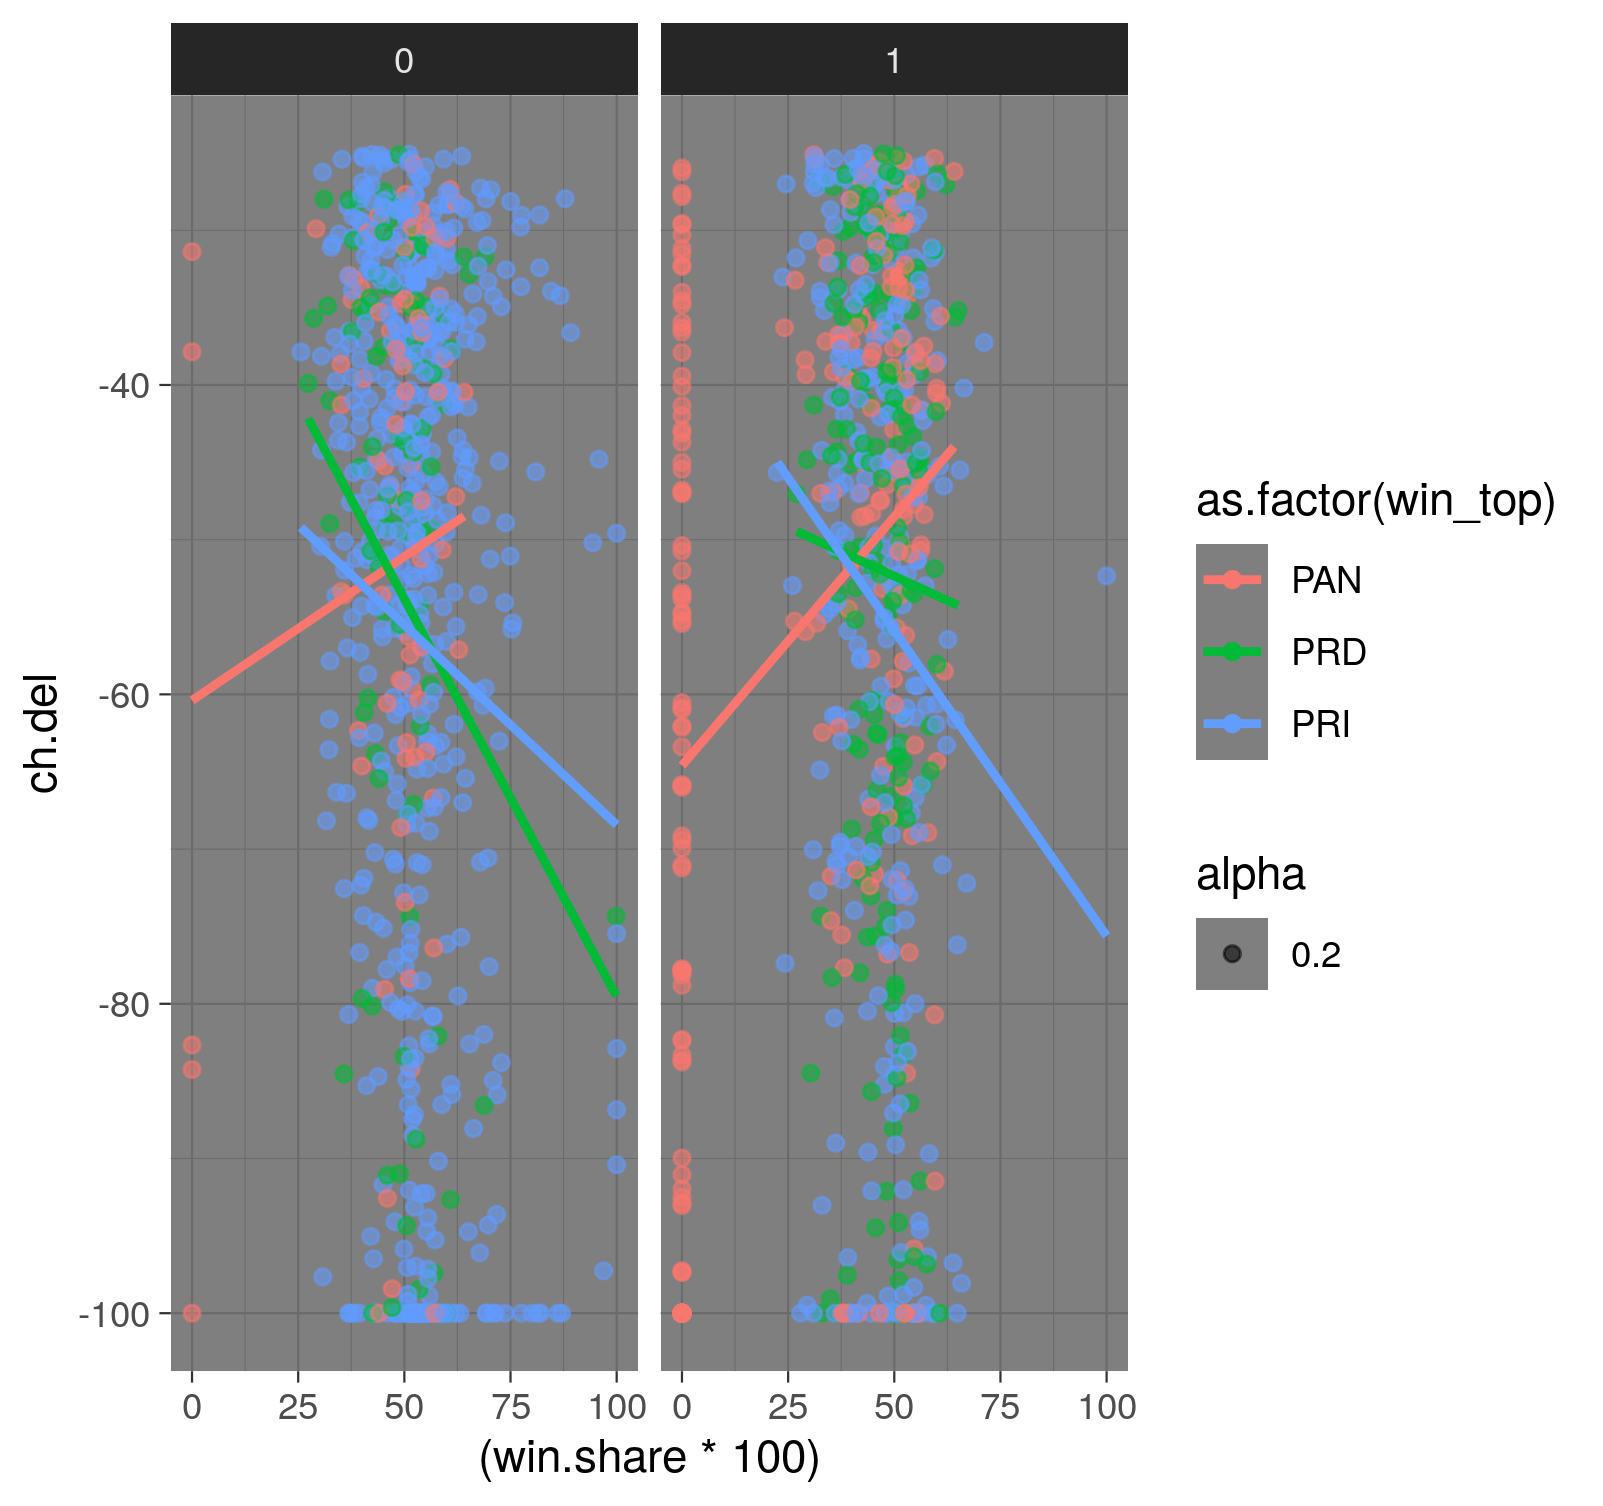 0 1
ch.del
-40
-60
-80
-100
0 25 50 75 100 0 25 50 75 100
(win.share * 100)
as.factor(win_top)
PAN
PRD
PRI
alpha
0.2